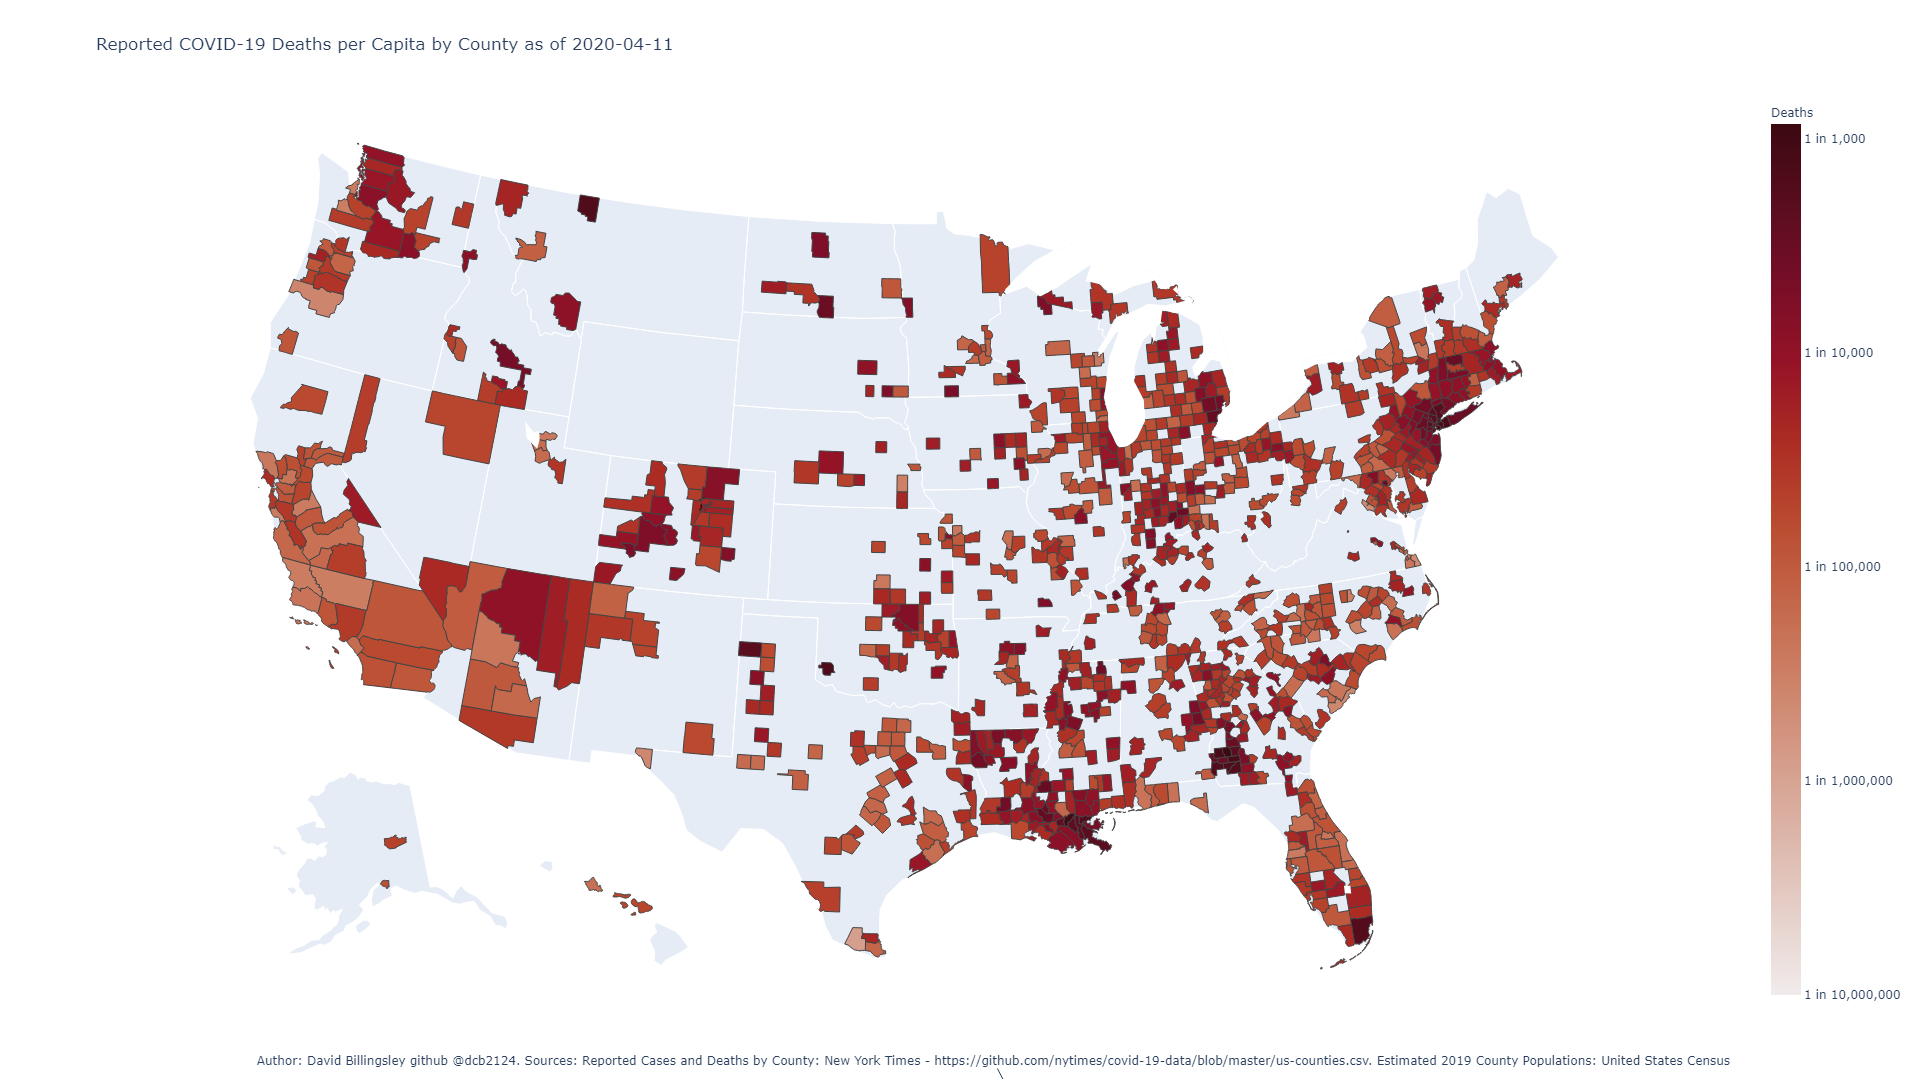 Reported COVID-19 Deaths per Capita by County as of 2020-04-11
Deaths
1 in 1,000
1 in 10,000
1 in 100,000
1 in 1,000,000
1 in 10,000,000
Author: David Billingsley github @dcb2124. Sources: Reported Cases and Deaths by County: New York Times - https://github.com/nytimes/covid-19-data/blob/master/us-counties.csv. Estimated 2019 County Populations: United States Census